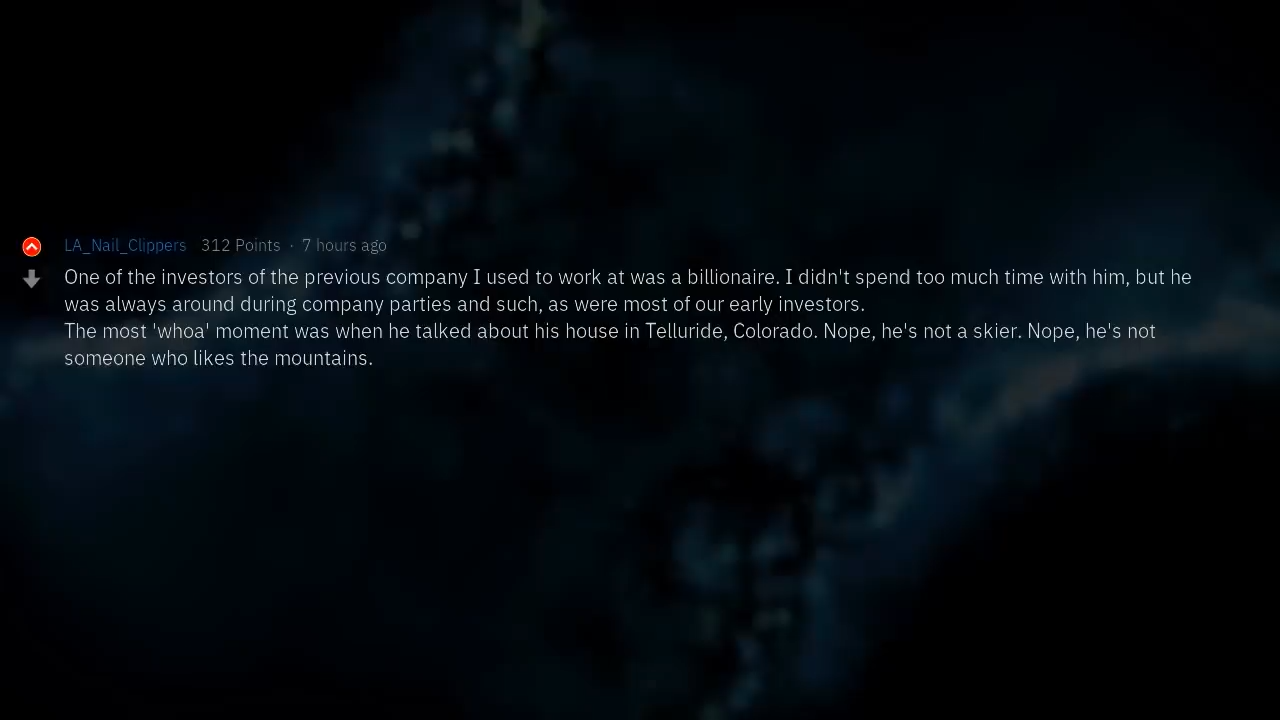 LA_Nail_Clippers 312 Points · 7 hours ago
One of the investors of the previous company I used to work at was a billionaire. I didn't spend too much time with him, but he
was always around during company parties and such, as were most of our early investors.
The most 'whoa' moment was when he talked about his house in Telluride, Colorado. Nope, he's not a skier. Nope, he's not
someone who likes the mountains.